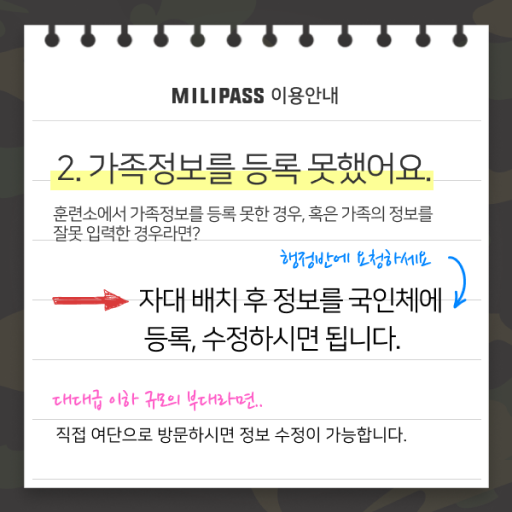 MILIPASS 이용안내
2. 가족정보를 등록 못했어요.
훈련소에서 가족정보를 등록 못한 경우, 혹은 가족의 정보를
잘못 입력한 경우라면?
행정반에 요청하세요
자대 배치 후 정보를 국인체에
등록, 수정하시면 됩니다.
대대급 이하 규모의 부대라면..
직접 여단으로 방문하시면 정보 수정이 가능합니다.